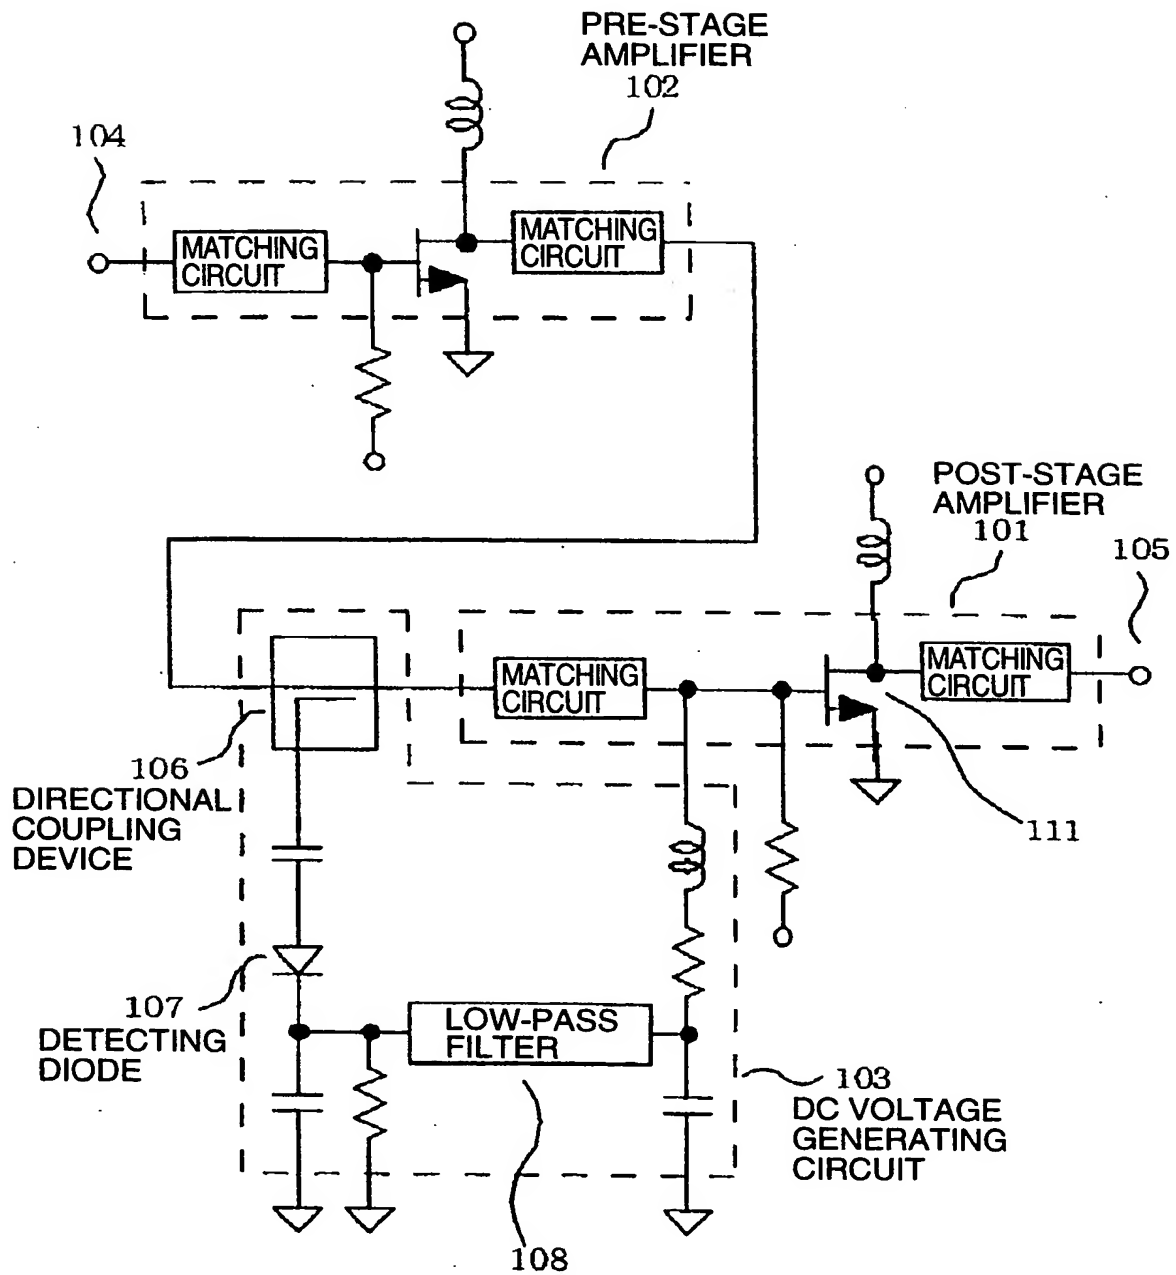 PRE-STAGE
AMPLIFIER
102
104
MATCHING
CIRCUIT
MATCHING
CIRCUIT
POST-STAGE
AMPLIFIER
101
105
MATCHING
CIRCUIT
MATCHING
CIRCUIT
106
DIRECTIONAL
COUPLING
DEVICE
111
107
DETECTING
DIODE
LOW-PASS
FILTER
103
DC VOLTAGE
GENERATING
CIRCUIT
108